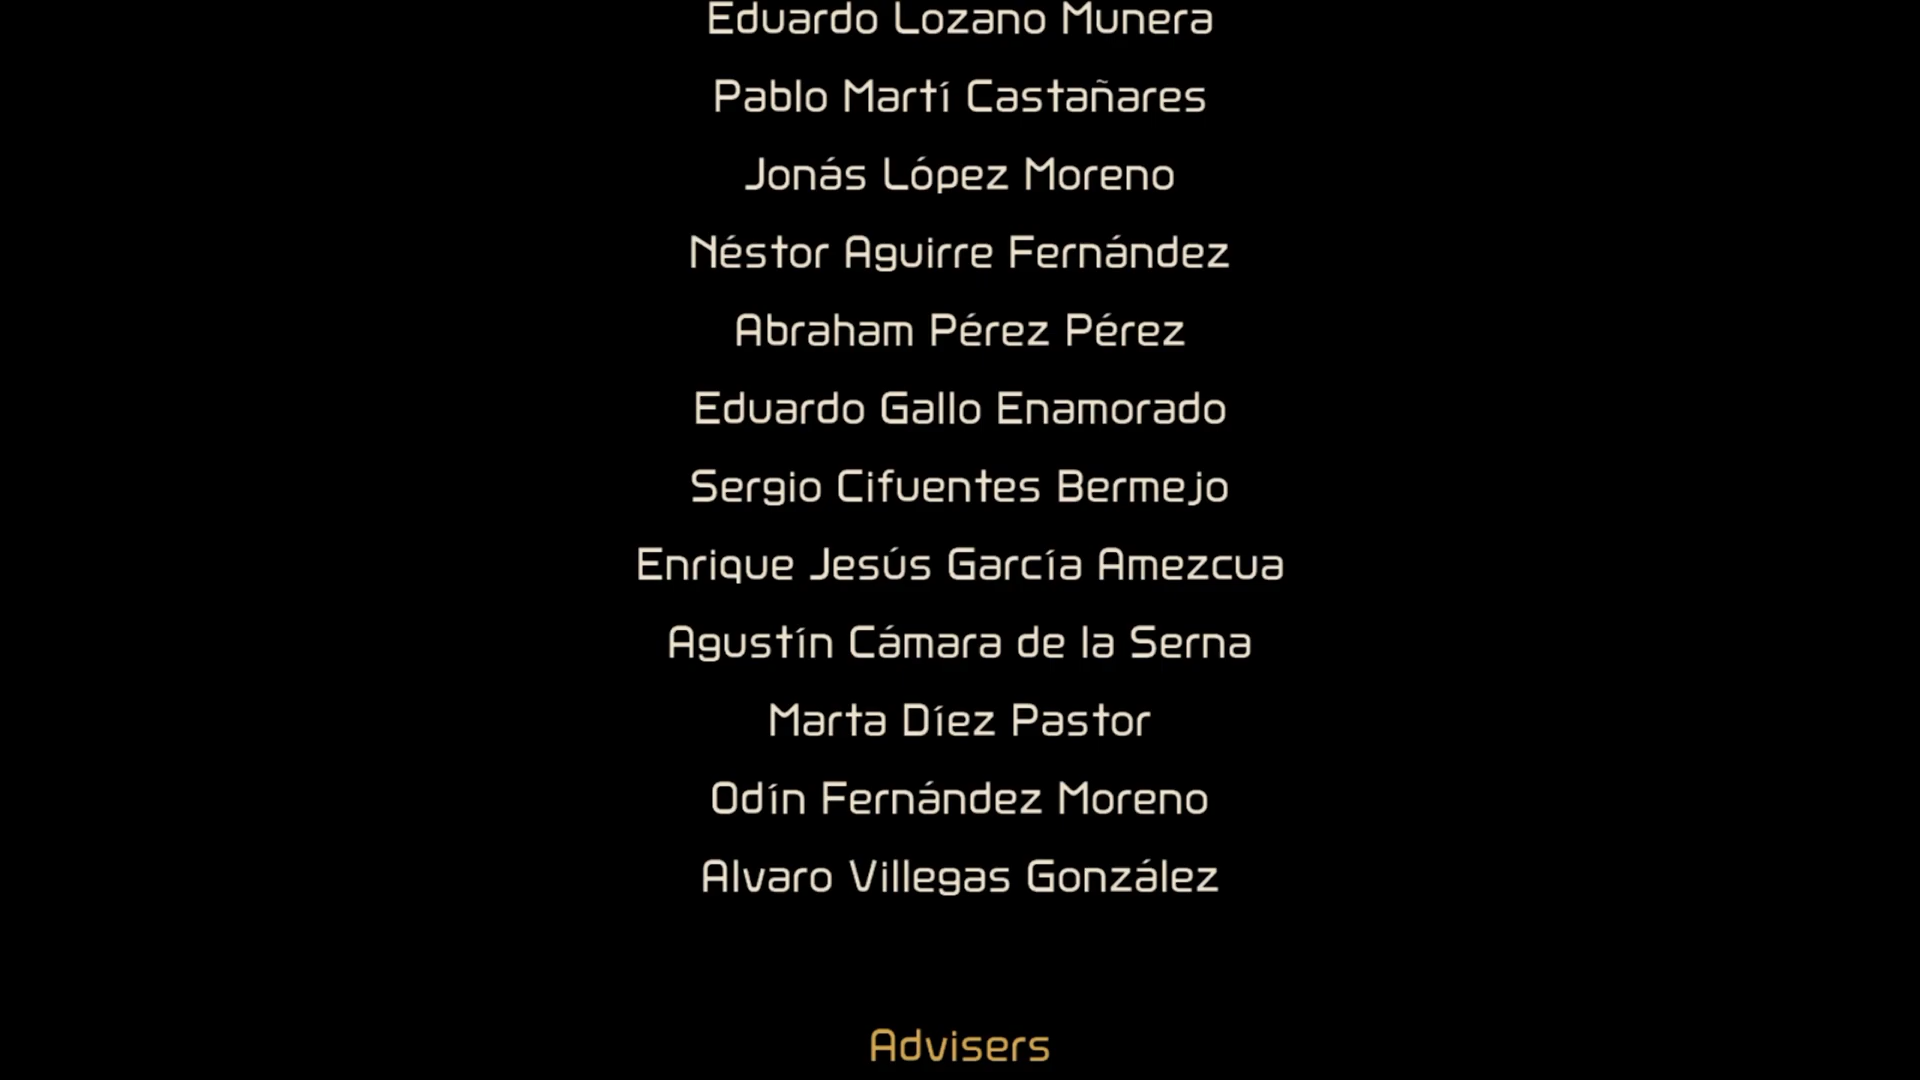 Eduardo Lozano Munera
Pablo Martí Castañares
Jonás López Moreno
Néstor Aguirre Fernández
Abraham Pérez Pérez
Eduardo Gallo Enamorado
Sergio Cifuentes Bermejo
Enrique Jesús García Amezcua
Agustín Cámara de la Serna
Marta Díez Pastor
Odín Fernández Moreno
Alvaro Villegas González
Advisers